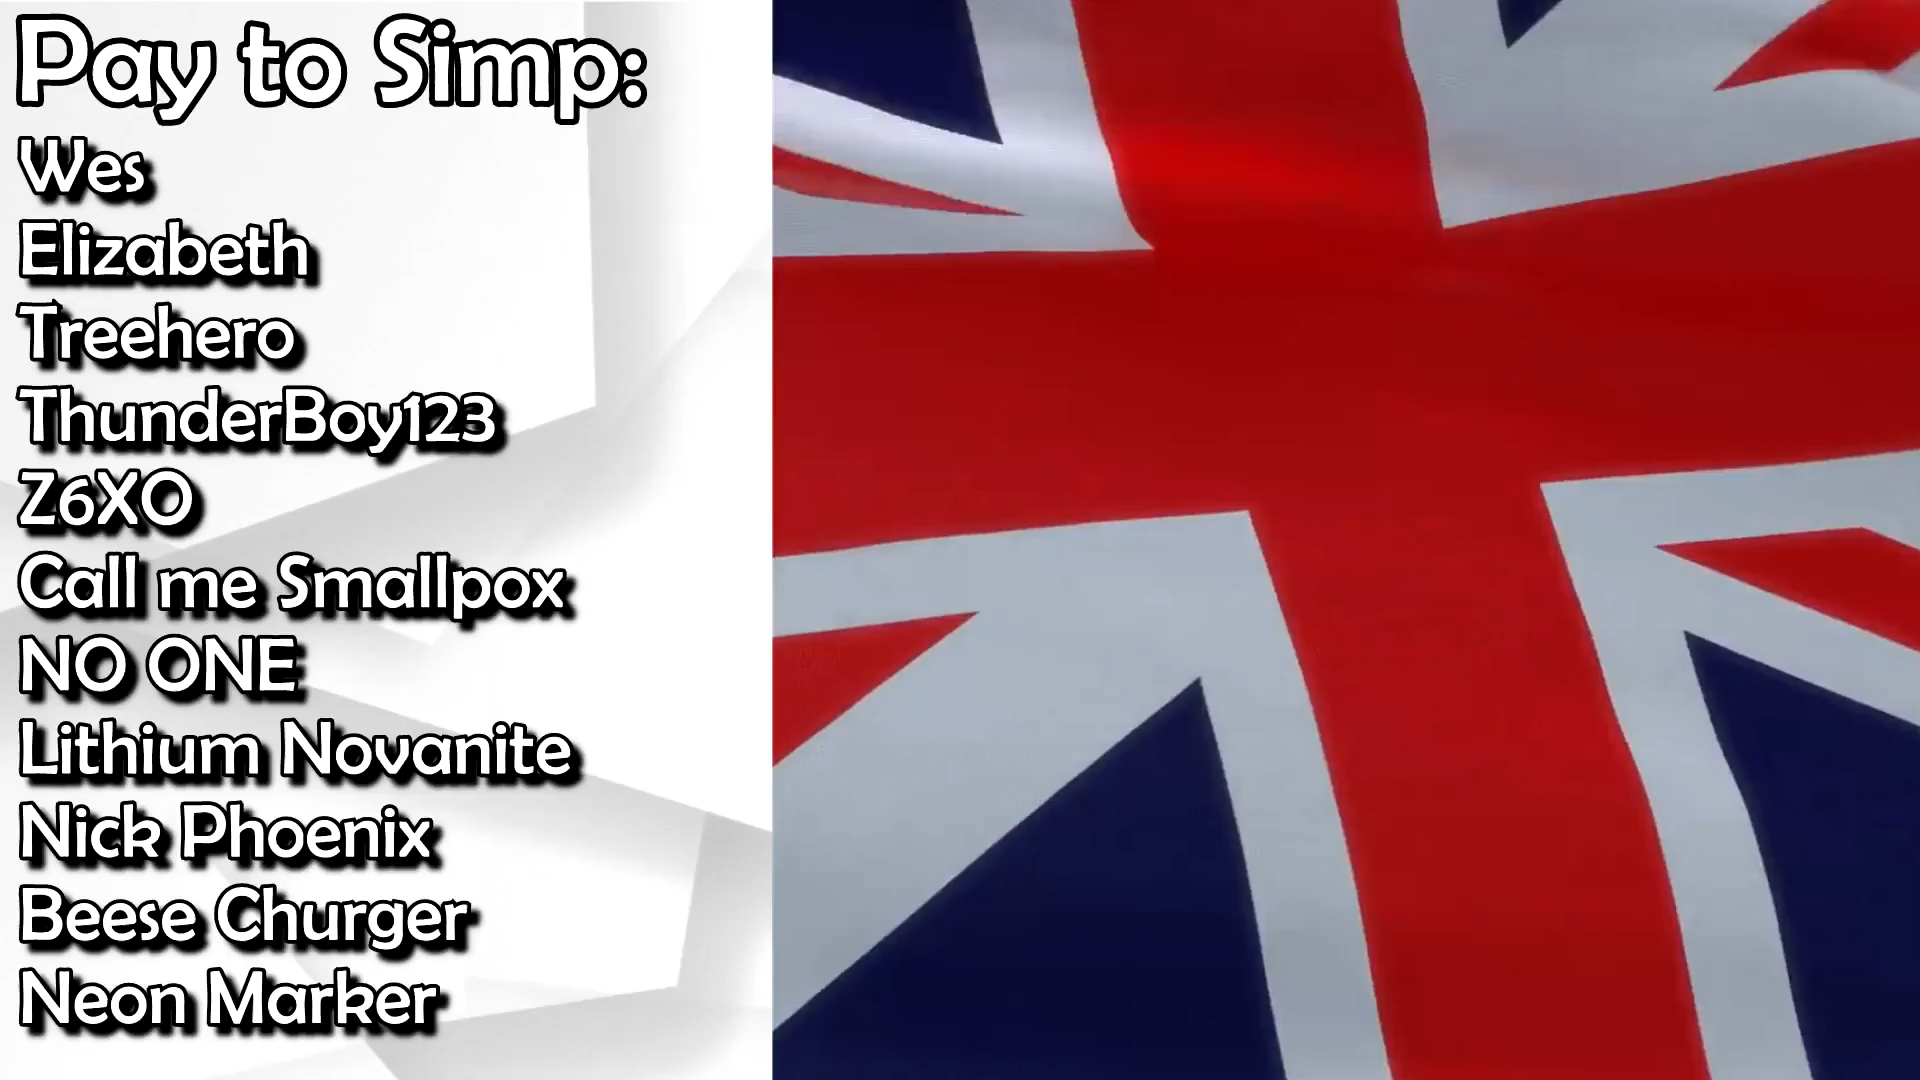 Pay to Simp:
Wes
Elizabeth
Treehero
ThunderBoy123
Z6XO
Call me Smallpox
NO ONE
Lithium Novanite
Nick Phoenix
Beese Churger
Neon Marker